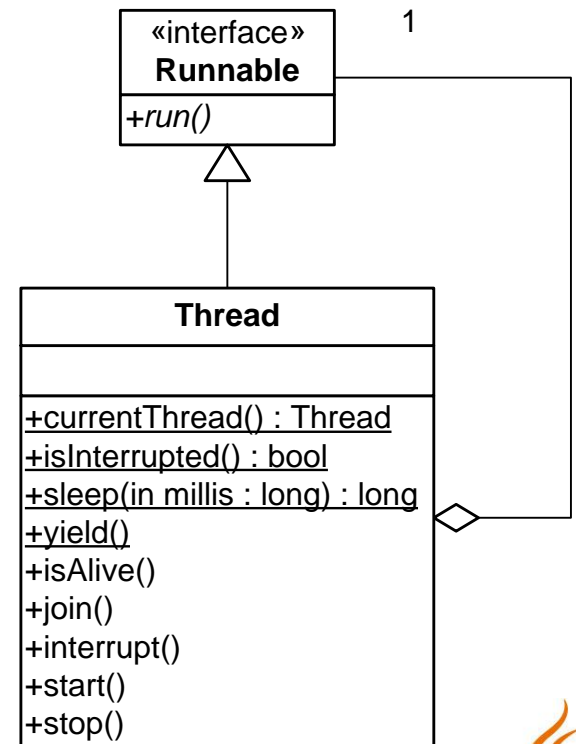 «interface»
1
Runnable
+run()
Thread
+currentThread() : Thread
+isInterrupted() : bool
+sleep(in millis : long) : long
+yield()
+isAlive()
+join()
+interrupt()
+start()
+stop()